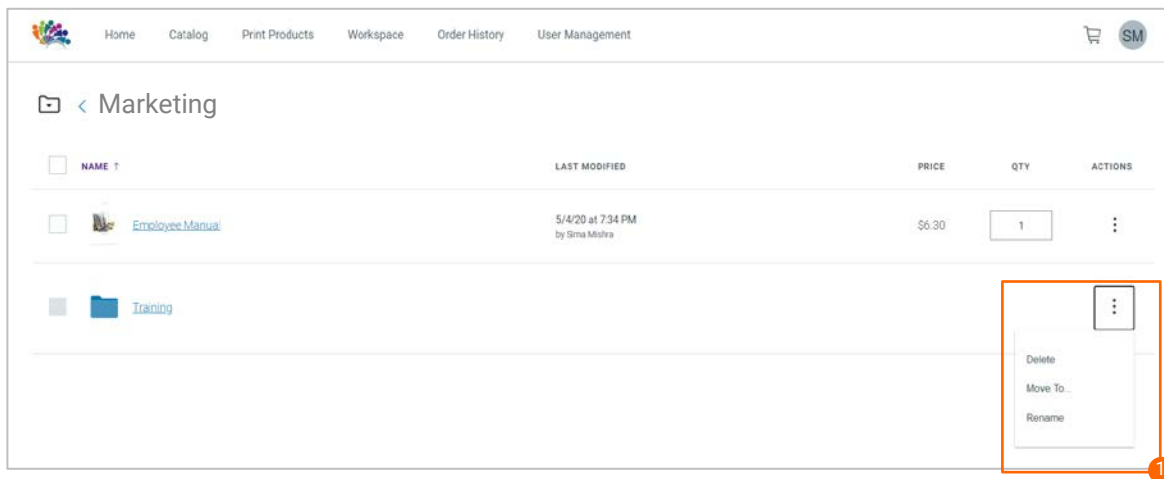 Home Catalog Print Products Workspace Order History User Management SM
< Marketing
NAME ↑ LAST MODIFIED PRICE QTY ACTIONS
Employee Manual 5/4/20 at 7:34 PM $6.30 1
by Sima Mishra
Training
Delete
Move To...
Rename
1